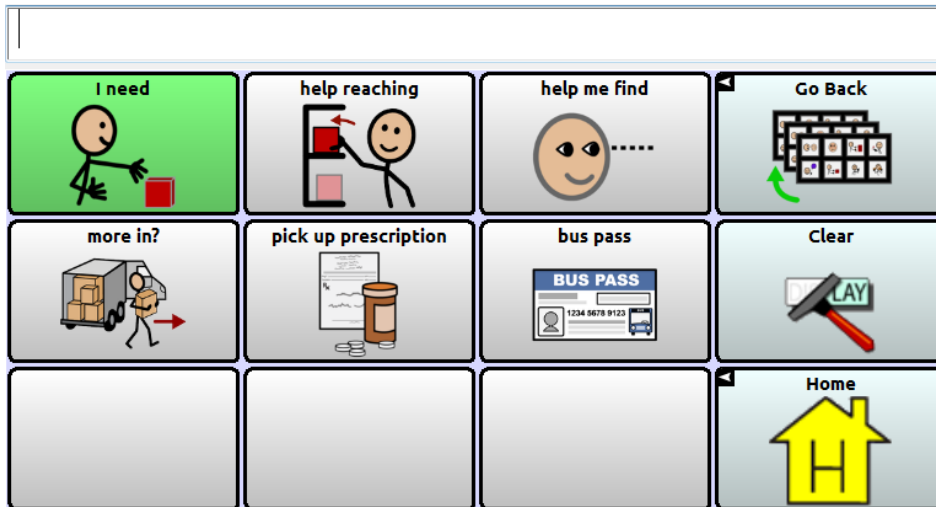 I need
help reaching
help me find
Go Back
more in?
pick up prescription
bus pass
Clear
BUS PASS
1234 5678 9123
LAY
Home
H